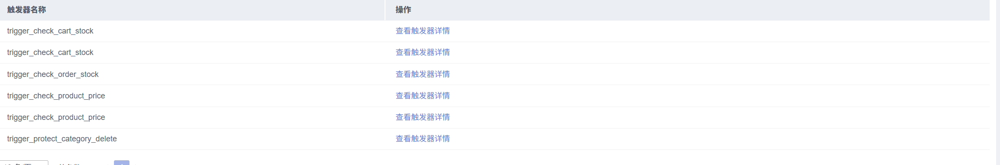 触发器名称 操作
trigger_check_cart_stock 查看触发器详情
trigger_check_cart_stock 查看触发器详情
trigger_check_order_stock 查看触发器详情
trigger_check_product_price 查看触发器详情
trigger_check_product_price 查看触发器详情
trigger_protect_category_delete 查看触发器详情